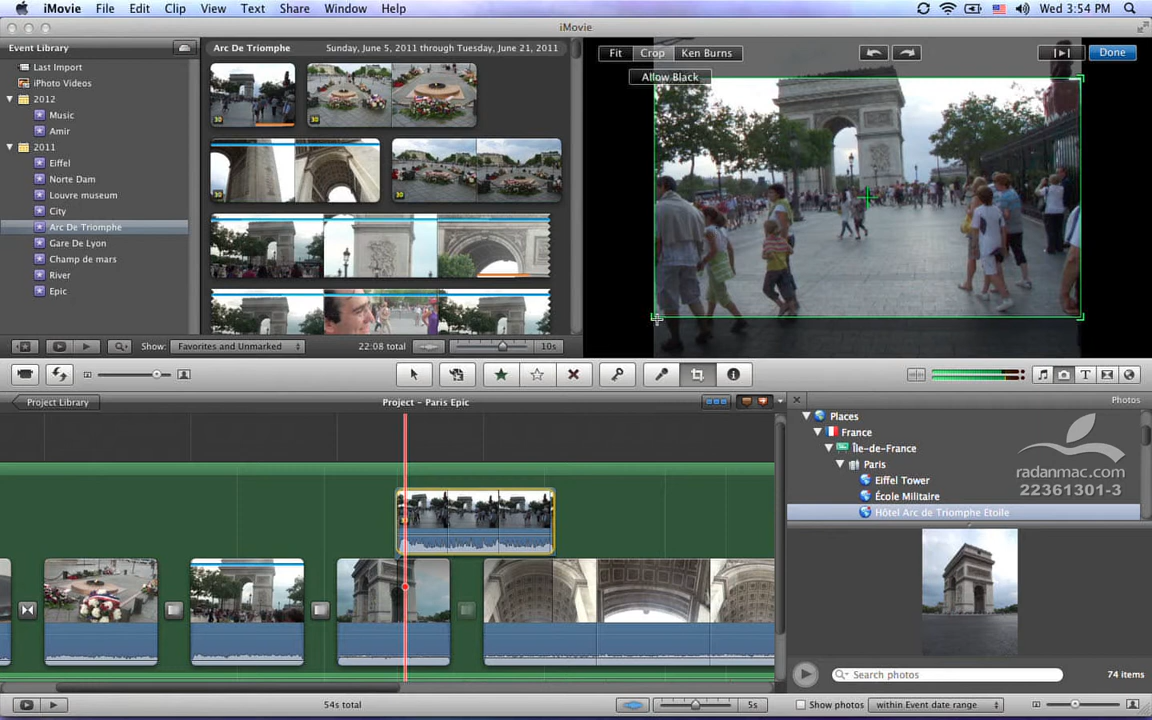 iMovie File Edit Clip View Text Share Window Help Wed 3:54 PM
iMovie
Event Library
Last Import
iPhoto Videos
2012
Music
Amir
2011
Eiffel
Norte Dam
Louvre museum
City
Arc De Triomphe
Gare De Lyon
Champ de mars
River
Epic
Arc De Triomphe Sunday, June 5, 2011 through Tuesday, June 21, 2011
30
30
30
30
Fit Crop Ken Burns Done
Allow Black
Show: Favorites and Unmarked 22:08 total 10s
Project Library Project - Paris Epic
Photos
Places
France
Île-de-France
Paris
Eiffel Tower
École Militaire
Hôtel Arc de Triomphe Etoile
radanmac.com
22361301-3
Search photos 74 items
54s total 5s
Show photos within Event date range